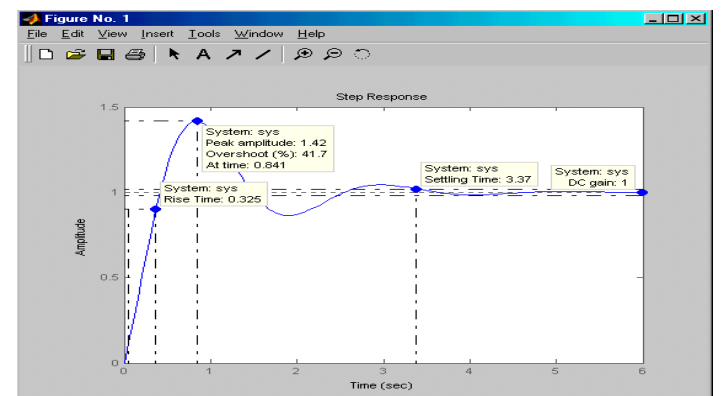 Figure No. 1
File Edit View Insert Tools Window Help
A
Step Response
1.5
System: sys
Peak amplitude: 1.42
Overshoot (%): 41.7
At time: 0.841
System: sys
Settling Time: 3.37
System: sys
DC gain: 1
System: sys
Rise Time: 0.325
1
Amplitude
0.5
0
0 1 2 3 4 5 6
Time (sec)